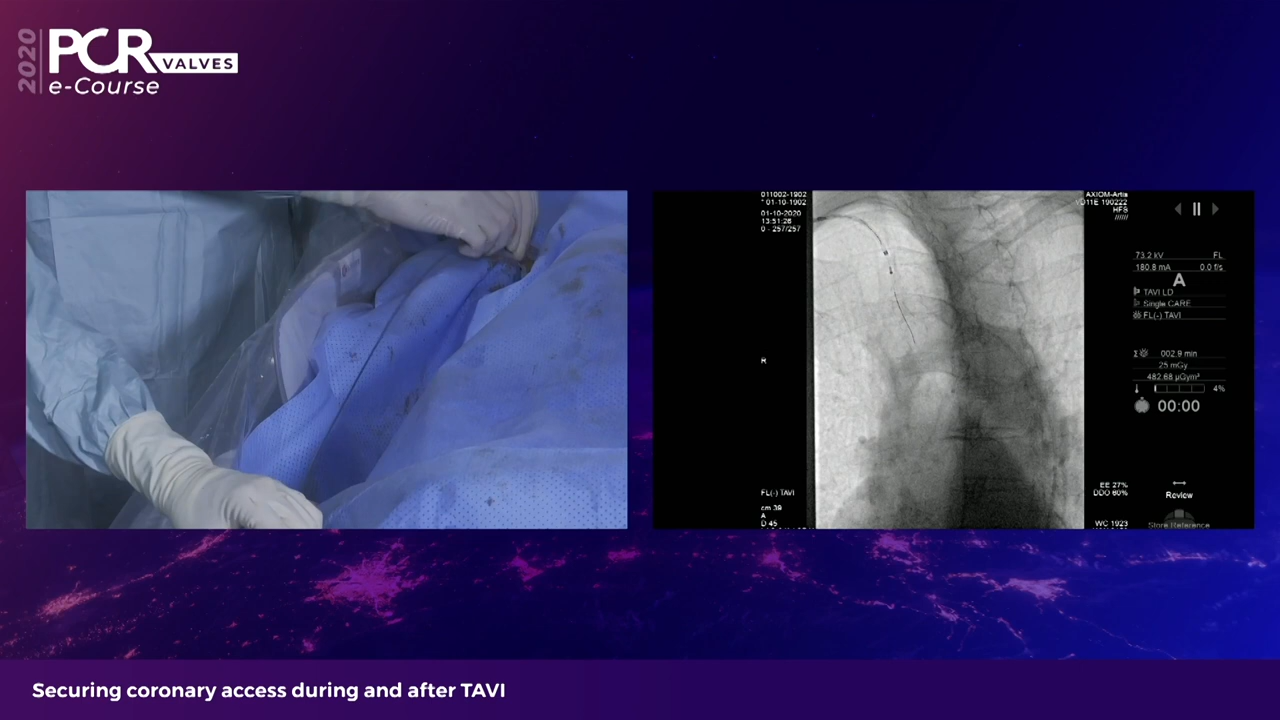 2020
PCR
VALVES
e-Course
011002-1902
* 01-10-1902
01-10-2020
13:51:26
0 - 257/257
R
FL(-) TAVI
cm 39
A
D 45
AXIOM-Artis
VD11E 190222
HFS
73.2 kV FL
180.8 mA 0.0 f/s
A
TAVI LD
Single CARE
FL(-) TAVI
Σ 002.9 min
25 mGy
482.68 µGym²
4%
00:00
EE 27%
DDO 60%
WC 1923
Review
Store Reference
Securing coronary access during and after TAVI